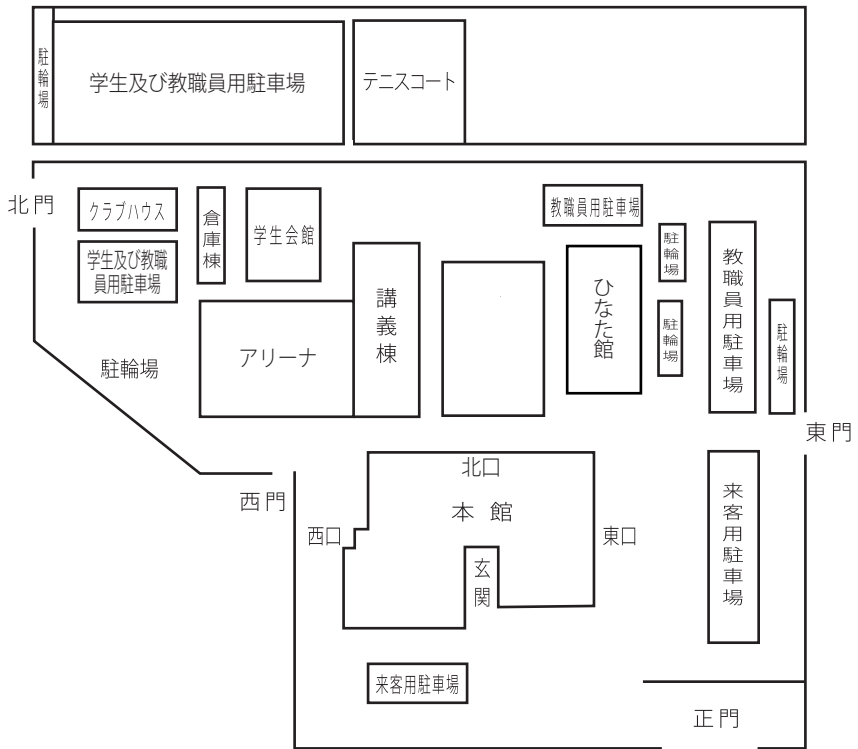 駐輪場
学生及び教職員用駐車場
テニスコート
北門
クラブハウス
倉庫棟
学生会館
教職員用駐車場
学生及び教職
員用駐車場
駐輪場
教職員用駐車場
講義棟
ひなた館
駐輪場
駐輪場
アリーナ
駐輪場
東門
西門
北口
本館
西口
東口
玄関
来客用駐車場
来客用駐車場
正門